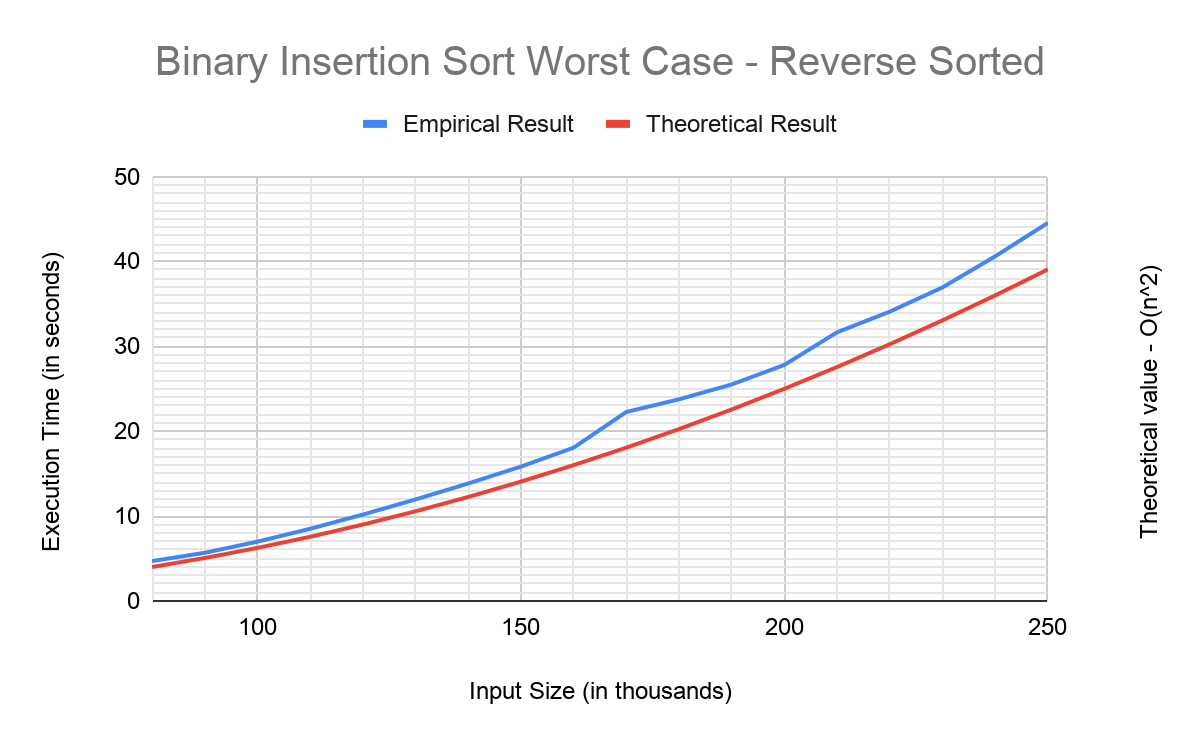 Binary Insertion Sort Worst Case - Reverse Sorted
Empirical Result
Theoretical Result
Execution Time (in seconds)
50
40
30
20
10
0
100
150
200
250
Input Size (in thousands)
Theoretical value - O(n^2)